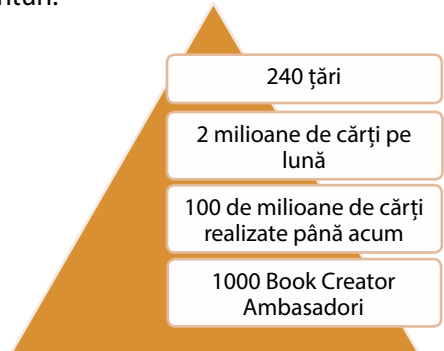 240 țări
2 milioane de cărți pe
lună
100 de milioane de cărți
realizate până acum
1000 Book Creator
Ambasadori